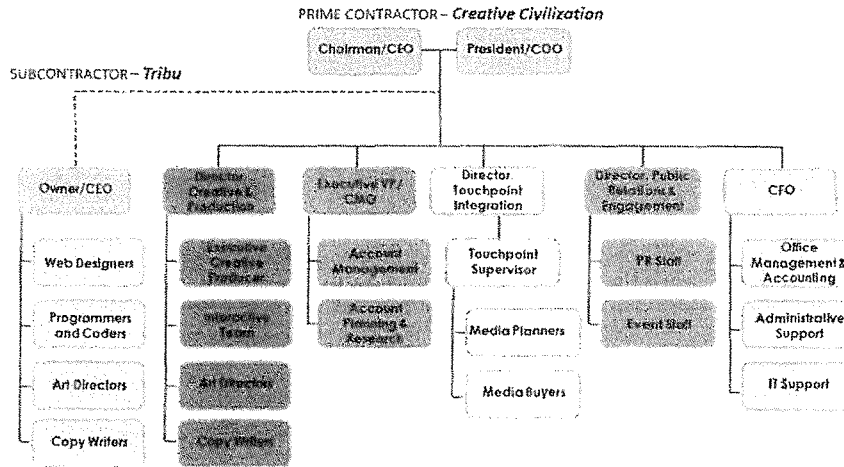 PRIME CONTRACTOR – Creative Civilization
Chairman/CEO
President/COO
SUBCONTRACTOR – Tribu
Owner/CEO
Director
Creative &
Production
Executive VP/
CMO
Director
Touchpoint
Integration
Director, Public
Relations &
Engagement
CFO
Web Designers
Executive
Creative
Producer
Account
Management
Touchpoint
Supervisor
PR Staff
Office
Management &
Accounting
Programmers
and Coders
Interactive
Team
Account
Planning &
Research
Media Planners
Event Staff
Administrative
Support
Art Directors
Art Directors
Media Buyers
IT Support
Copy Writers
Copy Writers